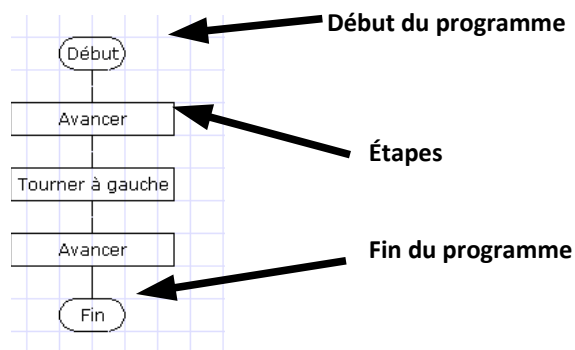 Début du programme
Début
Avancer
Étapes
Tourner à gauche
Avancer
Fin du programme
Fin